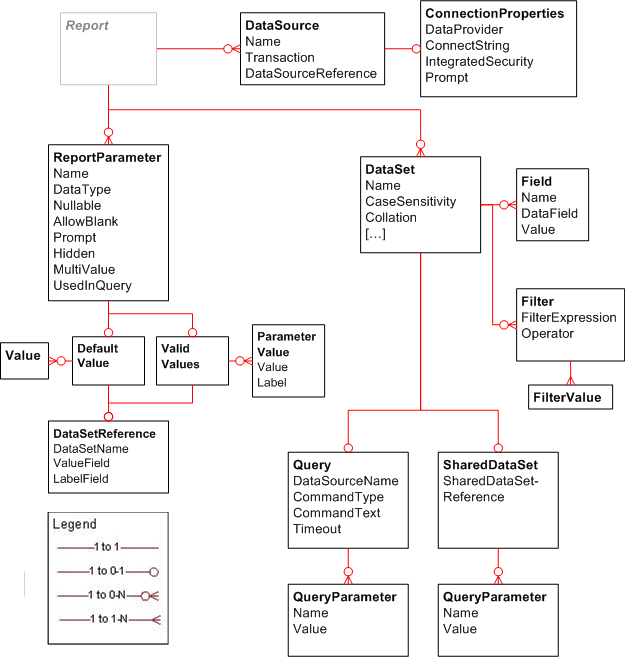 Report
DataSource
Name
Transaction
DataSourceReference
ConnectionProperties
DataProvider
ConnectString
IntegratedSecurity
Prompt
ReportParameter
Name
DataType
Nullable
AllowBlank
Prompt
Hidden
MultiValue
UsedInQuery
DataSet
Name
CaseSensitivity
Collation
[...]
Field
Name
DataField
Value
Filter
FilterExpression
Operator
FilterValue
Value
Default
Value
Valid
Values
Parameter
Value
Value
Label
DataSetReference
DataSetName
ValueField
LabelField
Query
DataSourceName
CommandType
CommandText
Timeout
SharedDataSet
SharedDataSet-
Reference
QueryParameter
Name
Value
QueryParameter
Name
Value
Legend
1 to 1
1 to 0-1
1 to 0-N
1 to 1-N